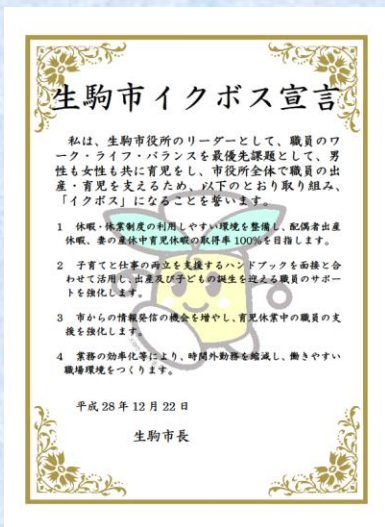 生駒市イクボス宣言
私は、生駒市役所のリーダーとして、職員のワ
ーク・ライフ・バランスを最優先課題として、男
性も女性も共に育児をし、市役所全体で職員の出
産・育児を支えるため、以下のとおり取り組み、
「イクボス」になることを誓います。
1 休暇・休業制度の利用しやすい環境を整備し、配偶者出産
休暇、妻の産休中育児休暇の取得率 100%を目指します。
2 子育てと仕事の両立を支援するハンドブックを面接と合
わせて活用し、出産及び子どもの誕生を迎える職員のサポー
トを強化します。
3 市からの情報発信の機会を増やし、育児休業中の職員の支
援を強化します。
4 業務の効率化等により、時間外勤務を縮減し、働きやすい
職場環境をつくります。
平成 28 年 12 月 22 日
生駒市長